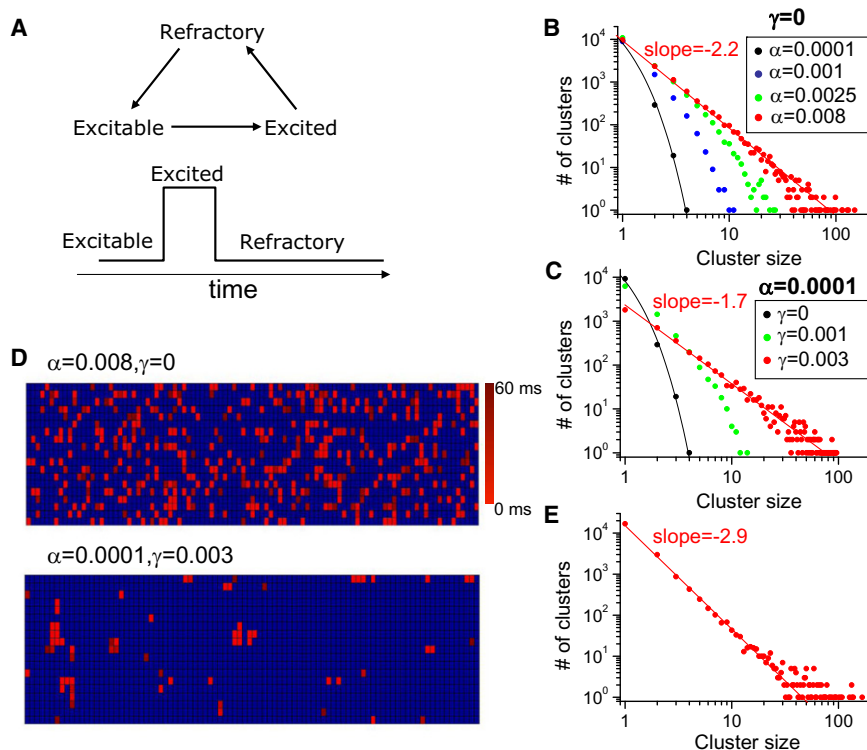 A
Refractory
Excitable
Excited
Excited
Excitable
Refractory
time
B
γ=0
slope=-2.2
α=0.0001
α=0.001
α=0.0025
α=0.008
# of clusters
10^4
10^3
10^2
10^1
10^0
1
10
100
Cluster size
C
α=0.0001
slope=-1.7
γ=0
γ=0.001
γ=0.003
# of clusters
10^4
10^3
10^2
10^1
10^0
1
10
100
Cluster size
D
α=0.008,γ=0
60 ms
0 ms
α=0.0001,γ=0.003
E
slope=-2.9
# of clusters
10^4
10^3
10^2
10^1
10^0
1
10
100
Cluster size